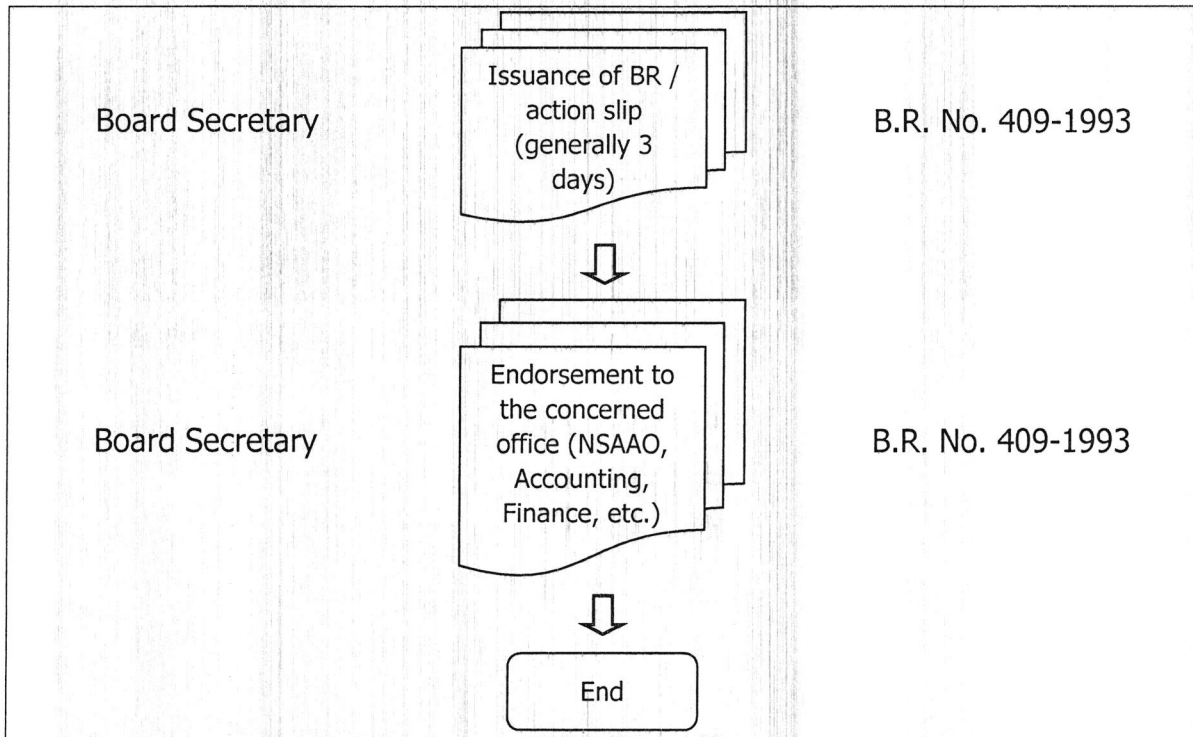 Board Secretary
Issuance of BR /
action slip
(generally 3
days)
B.R. No. 409-1993
Board Secretary
Endorsement to
the concerned
office (NSAAO,
Accounting,
Finance, etc.)
B.R. No. 409-1993
End